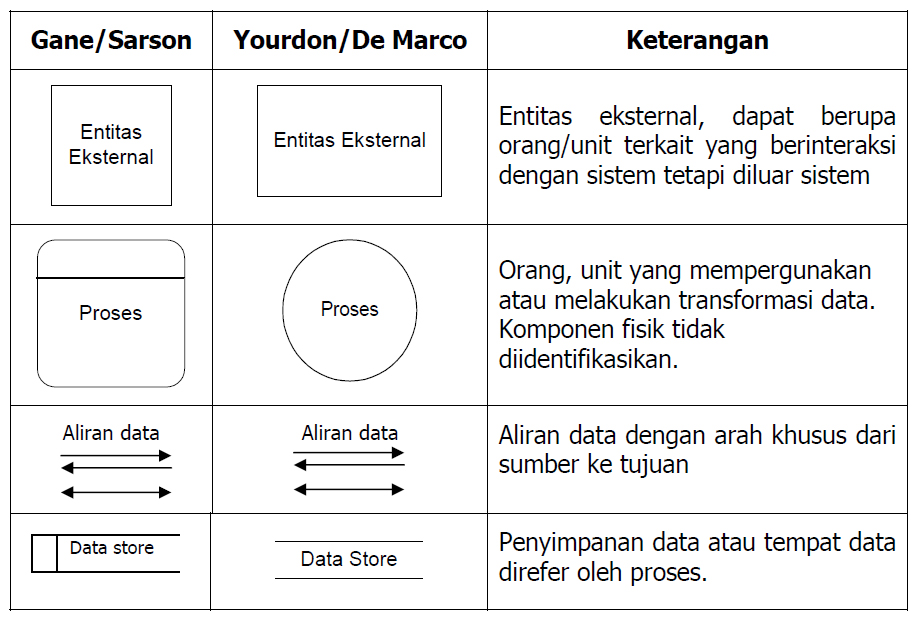 Gane/Sarson
Yourdon/De Marco
Keterangan
Entitas
Eksternal
Entitas Eksternal
Entitas eksternal, dapat berupa
orang/unit terkait yang berinteraksi
dengan sistem tetapi diluar sistem
Proses
Proses
Orang, unit yang mempergunakan
atau melakukan transformasi data.
Komponen fisik tidak
diidentifikasikan.
Aliran data
Aliran data
Aliran data dengan arah khusus dari
sumber ke tujuan
Data store
Data Store
Penyimpanan data atau tempat data
direfer oleh proses.